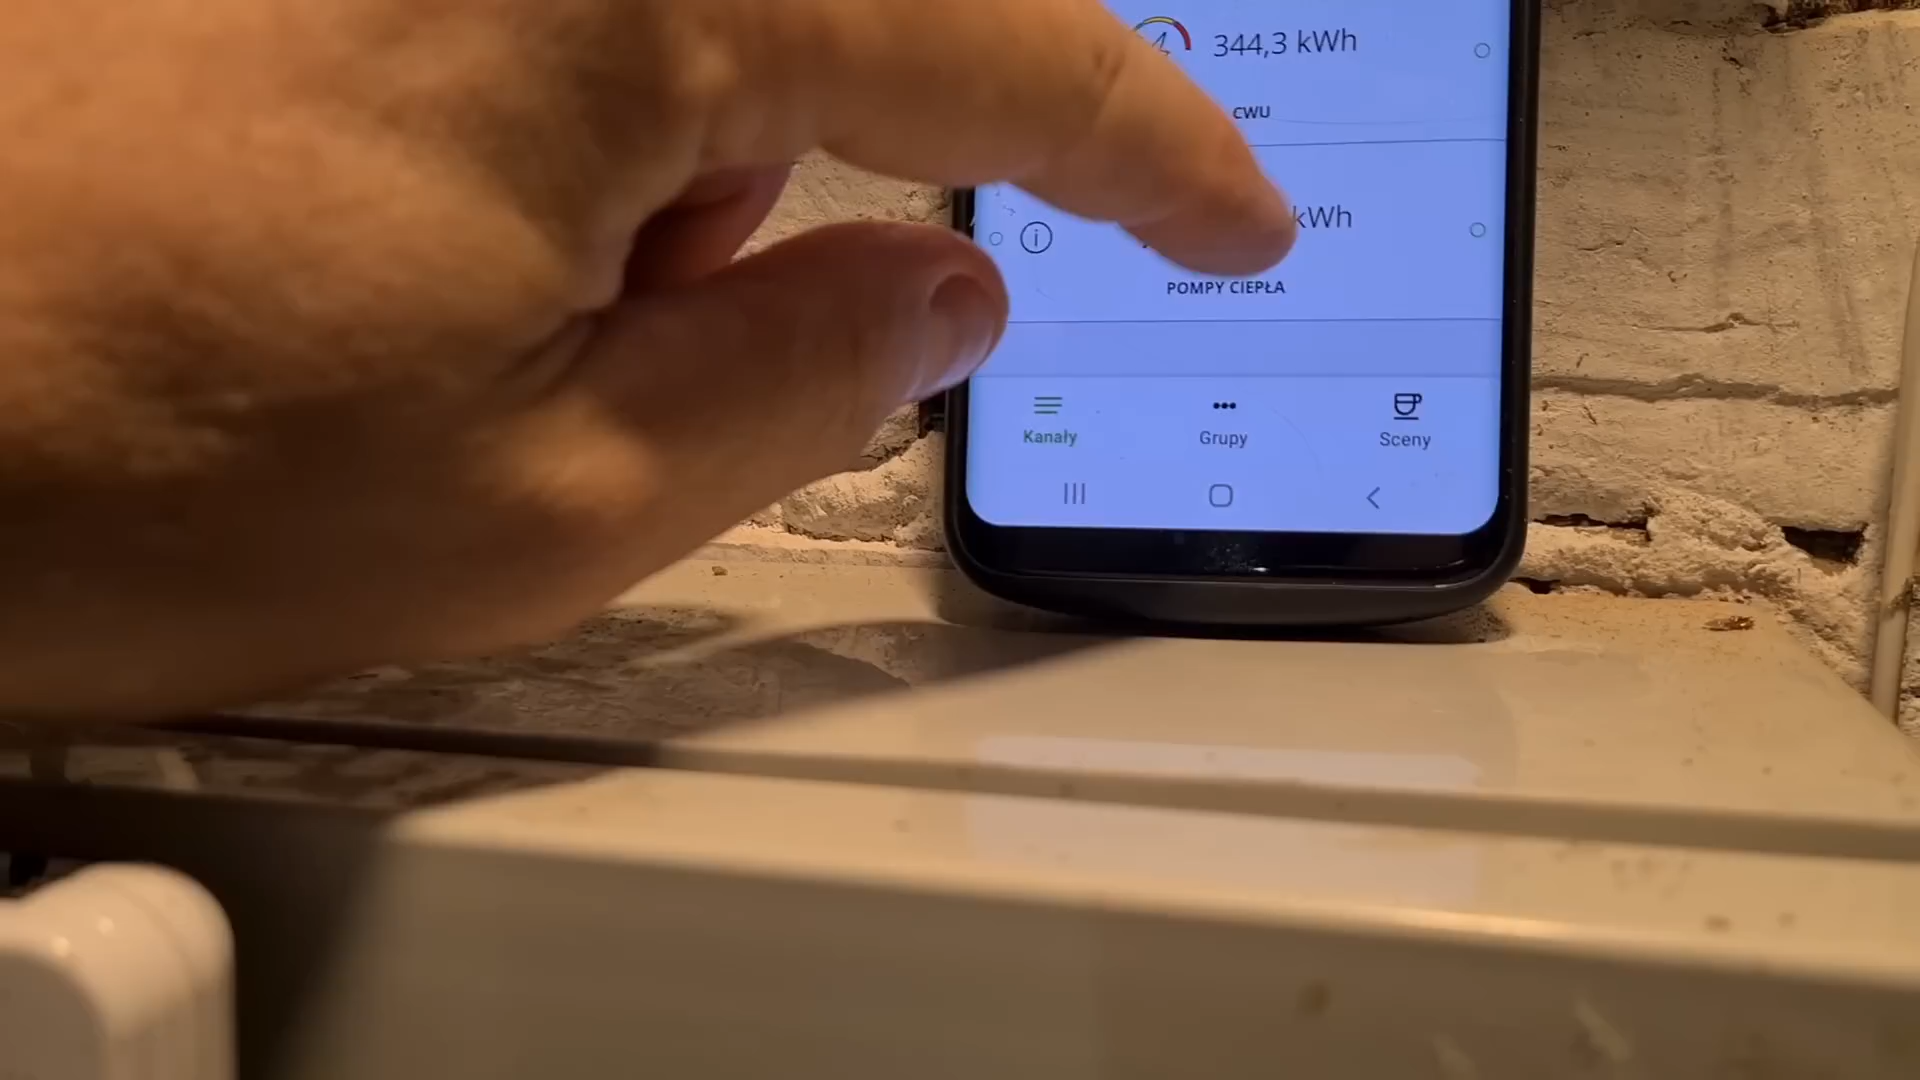 344,3 kWh
CWU
kWh
POMPY CIEPŁA
Kanały
Grupy
Sceny